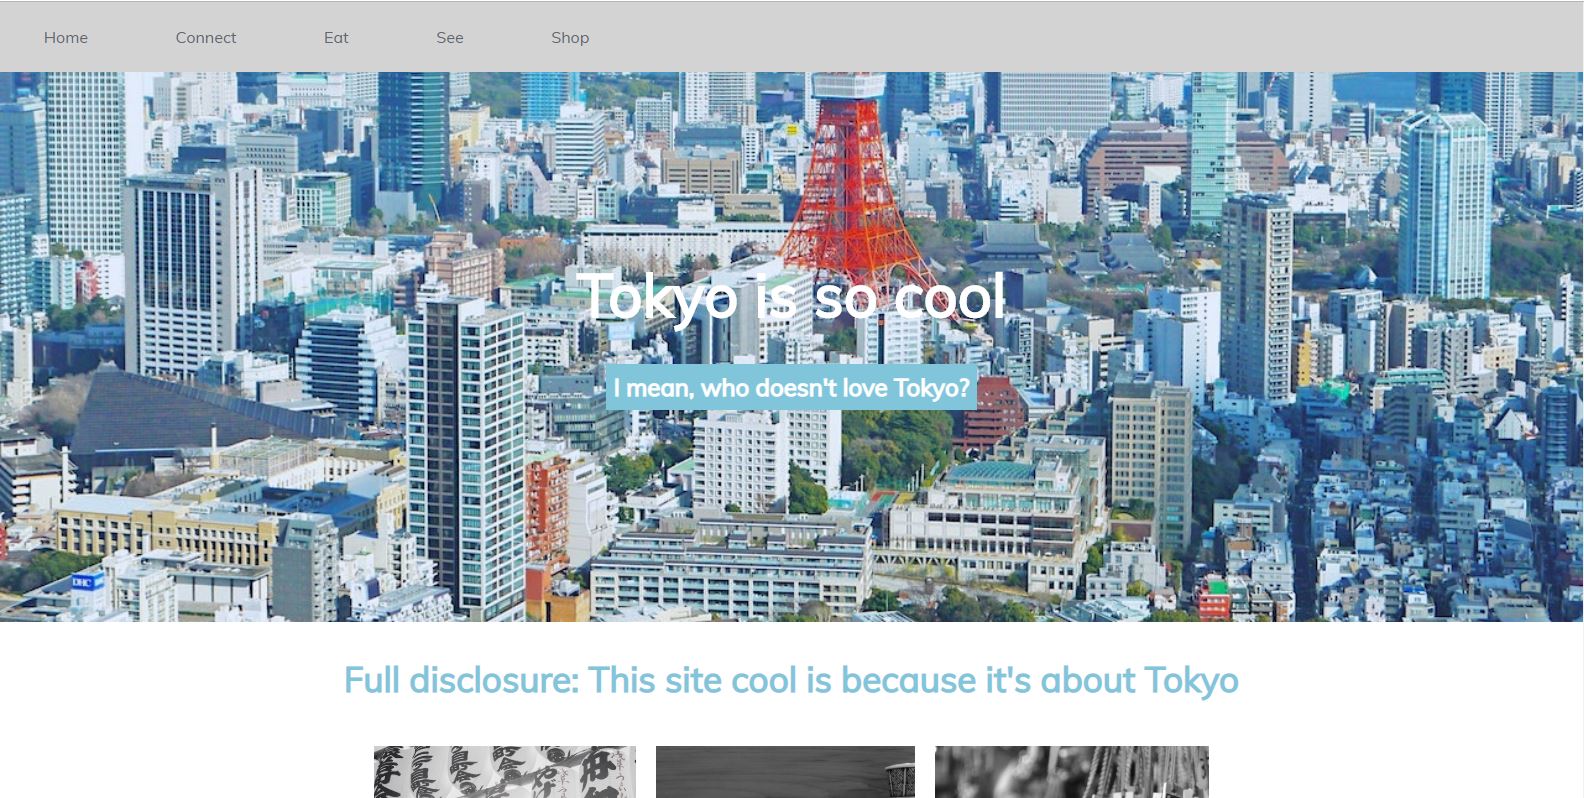 Home Connect Eat See Shop
Tokyo is so cool
I mean, who doesn't love Tokyo?
DHC
Full disclosure: This site cool is because it's about Tokyo